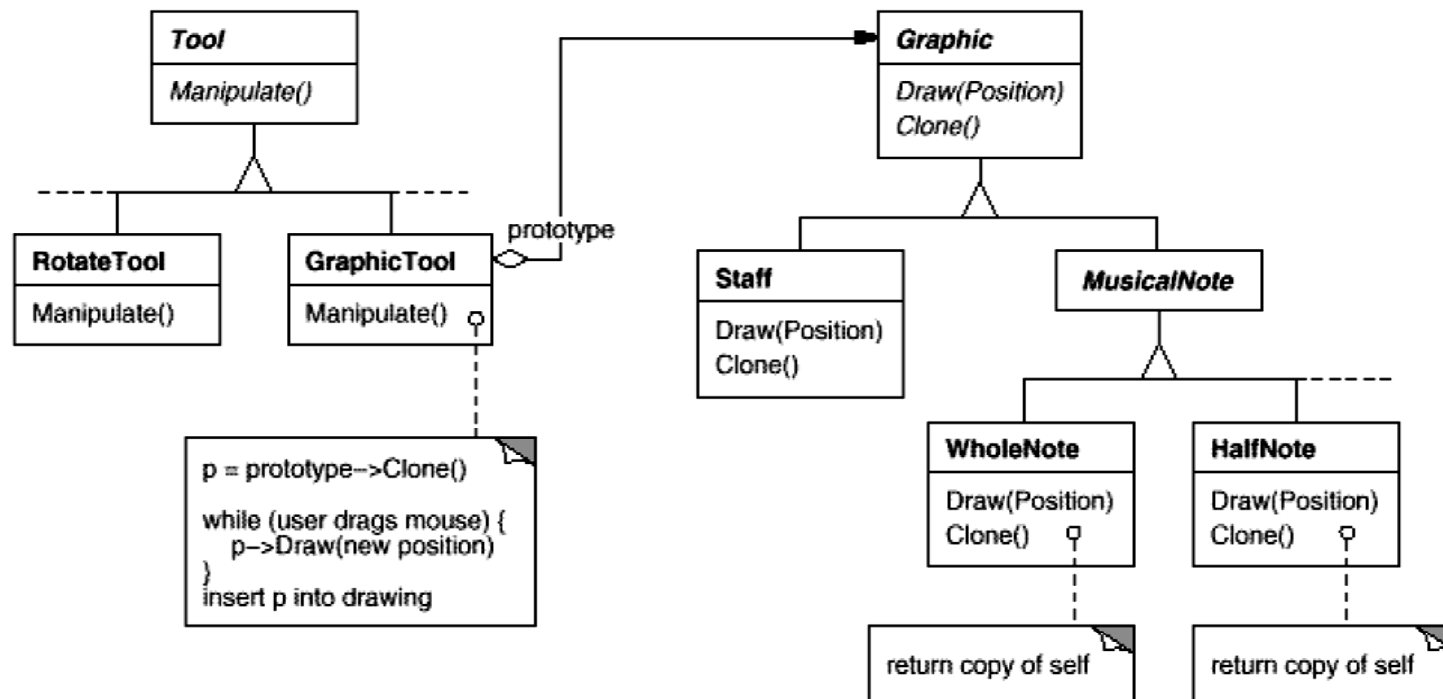 Tool
Manipulate()
Graphic
Draw(Position)
Clone()
prototype
RotateTool
Manipulate()
GraphicTool
Manipulate()
Staff
Draw(Position)
Clone()
MusicalNote
p = prototype–>Clone()
while (user drags mouse) {
p–>Draw(new position)
}
insert p into drawing
WholeNote
Draw(Position)
Clone()
HalfNote
Draw(Position)
Clone()
return copy of self
return copy of self